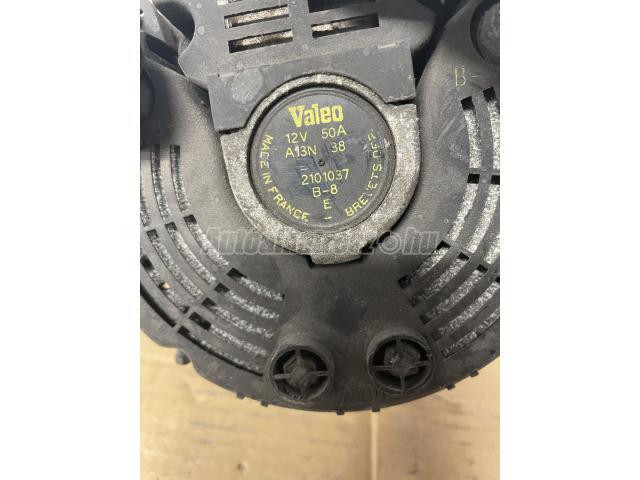 B-
Valeo
12V 50A
A13N 38
2101037
B-8
E
MADE IN FRANCE - BREVETS DEP.